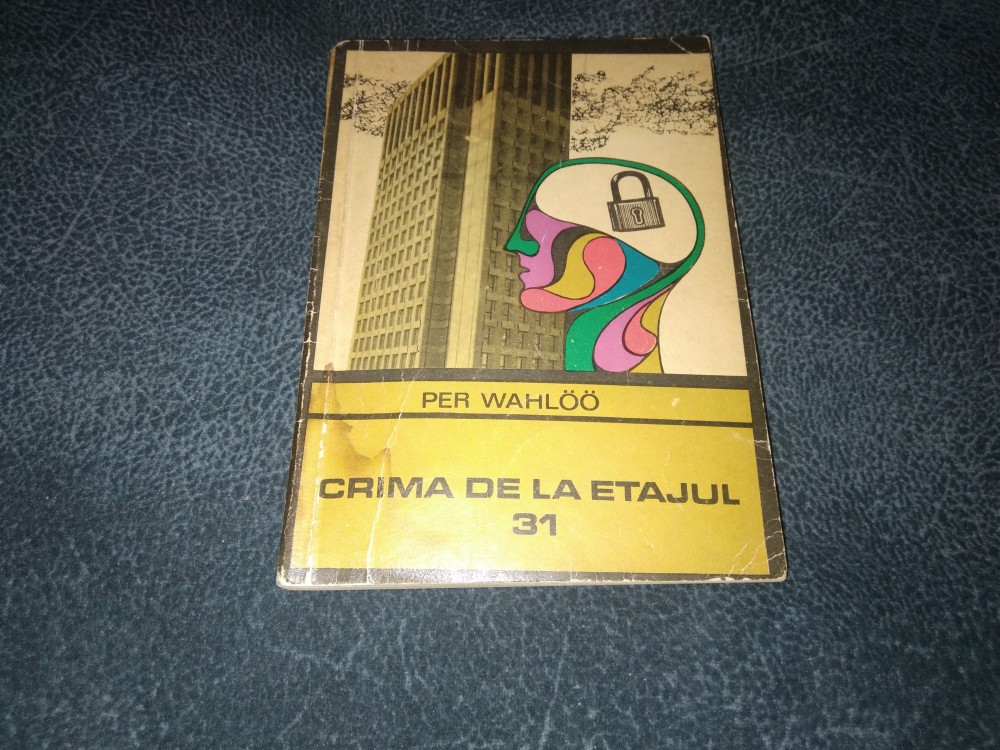 PER WAHLÖÖ
CRIMA DE LA ETAJUL
31